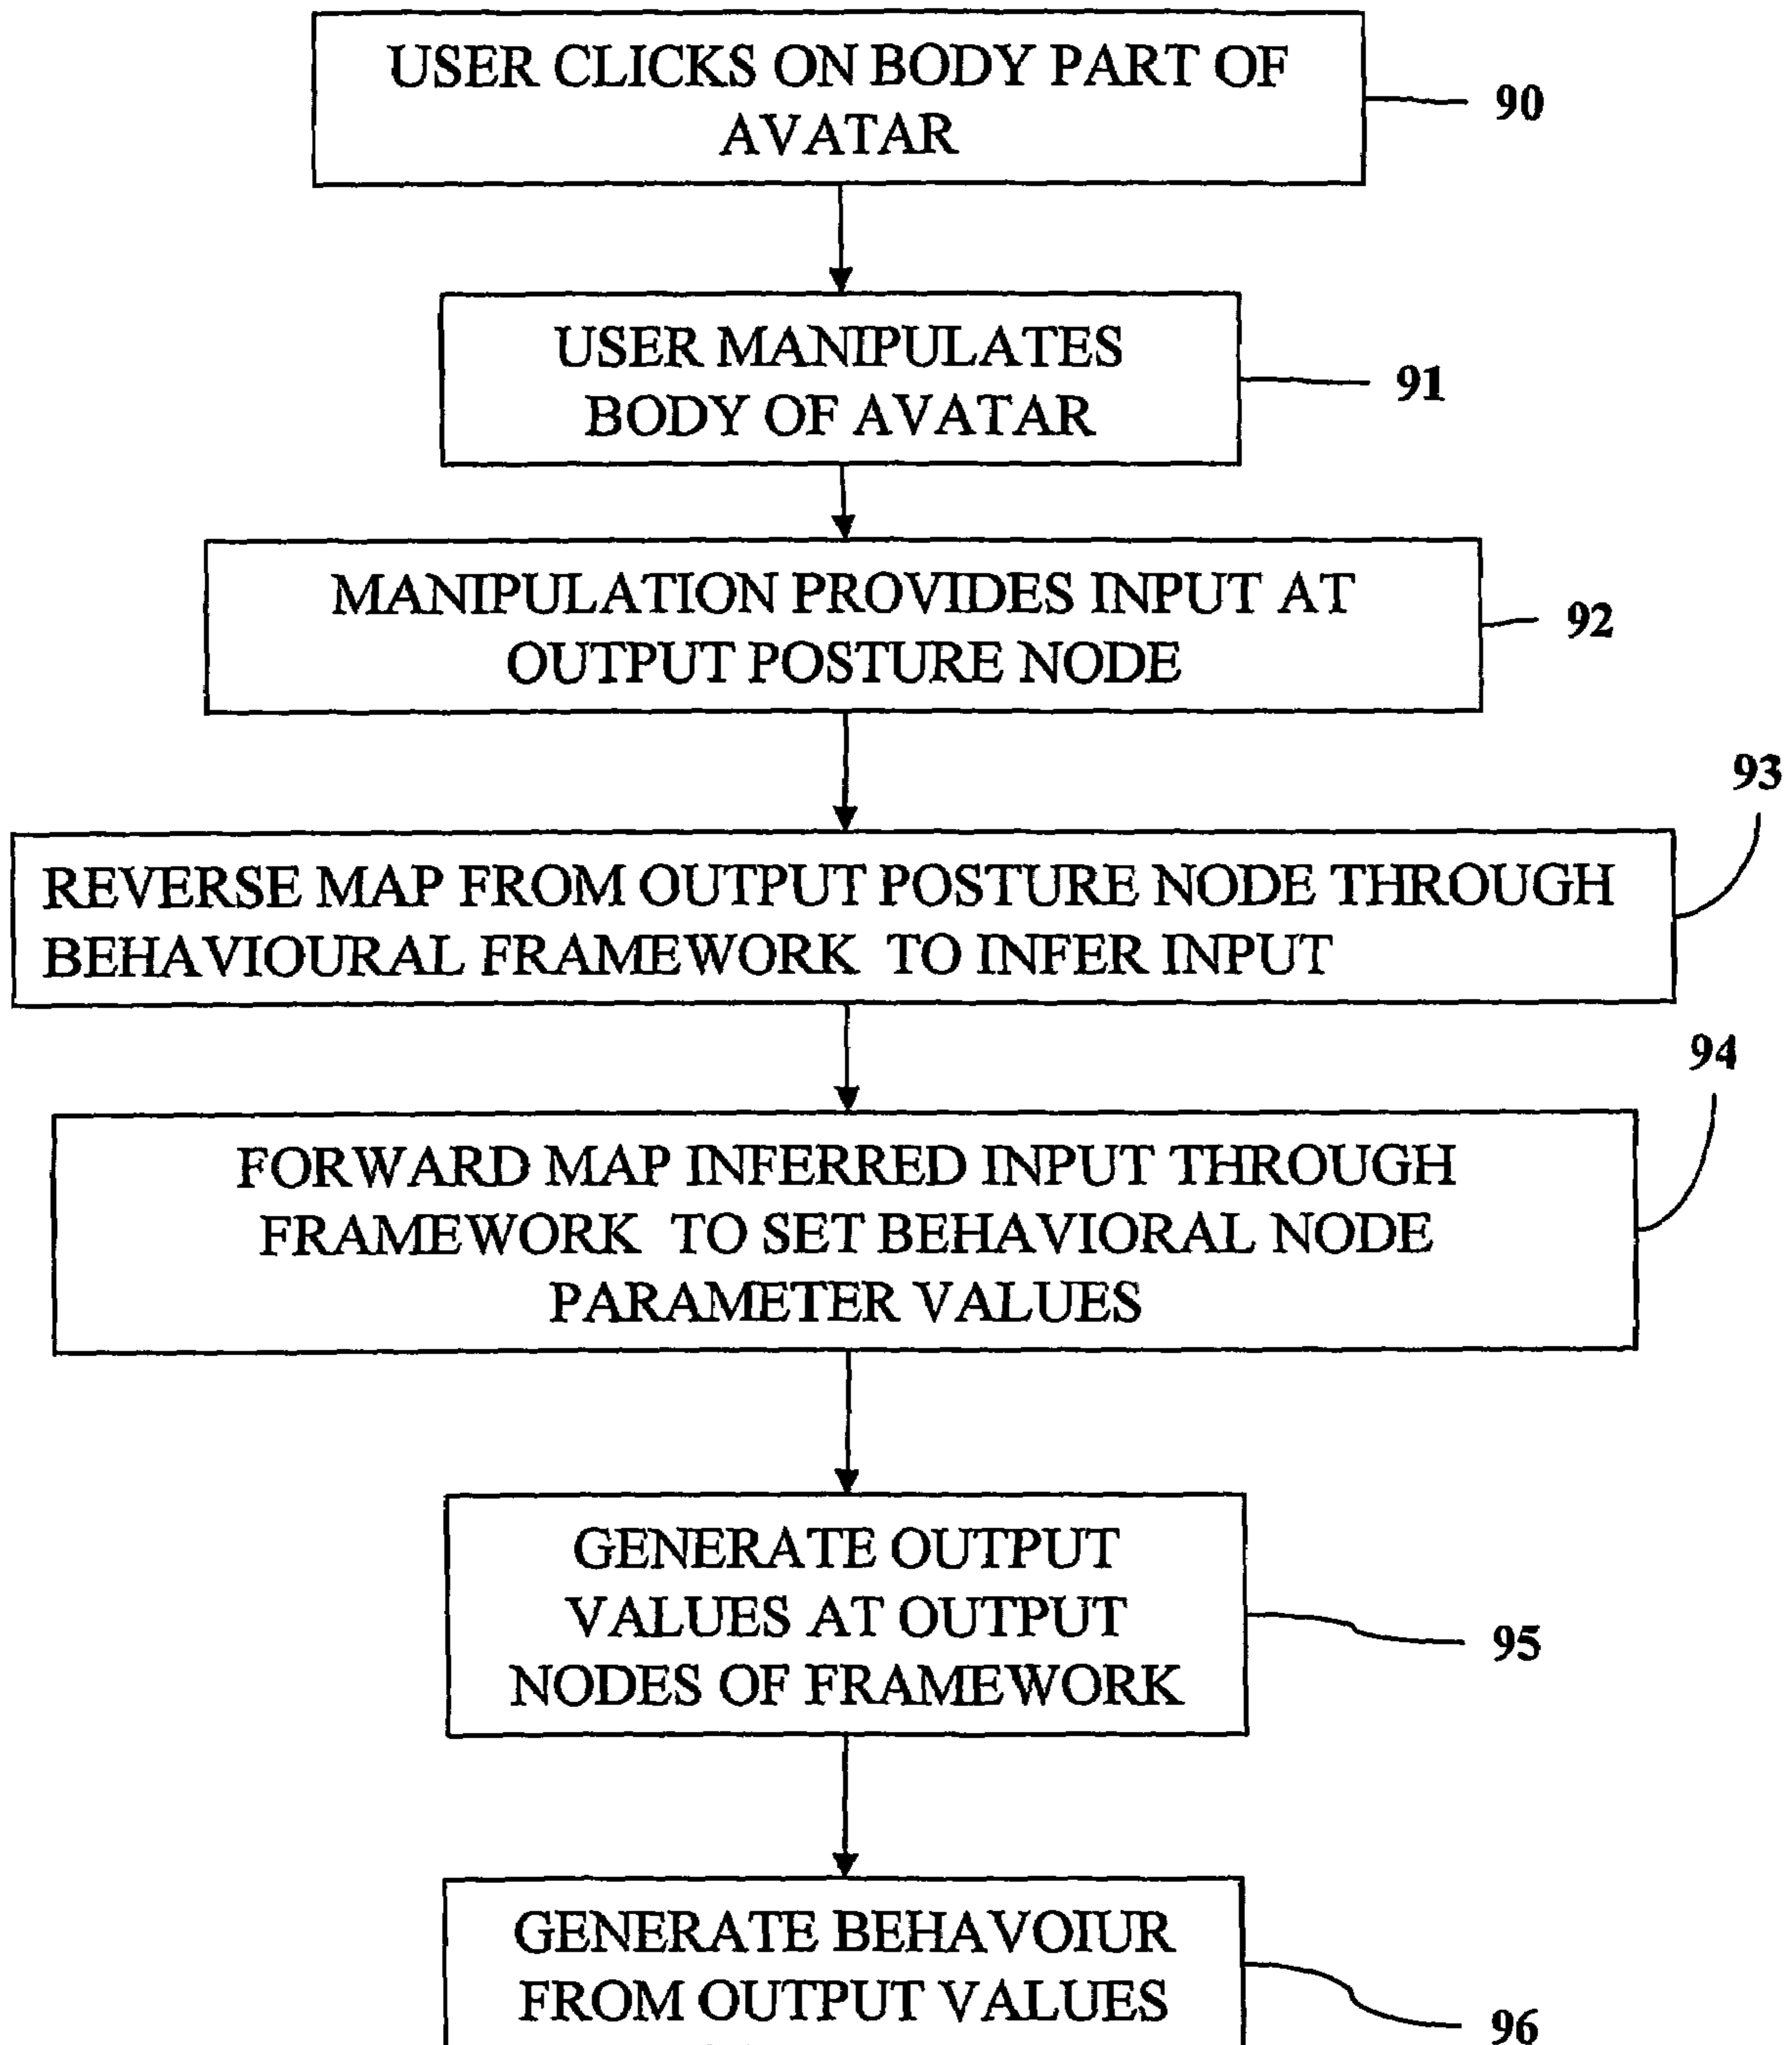 USER CLICKS ON BODY PART OF
AVATAR
90
USER MANIPULATES
BODY OF AVATAR
91
MANIPULATION PROVIDES INPUT AT
OUTPUT POSTURE NODE
92
93
REVERSE MAP FROM OUTPUT POSTURE NODE THROUGH
BEHAVIOURAL FRAMEWORK TO INFER INPUT
94
FORWARD MAP INFERRED INPUT THROUGH
FRAMEWORK TO SET BEHAVIORAL NODE
PARAMETER VALUES
GENERATE OUTPUT
VALUES AT OUTPUT
NODES OF FRAMEWORK
95
GENERATE BEHAVOIUR
FROM OUTPUT VALUES
96